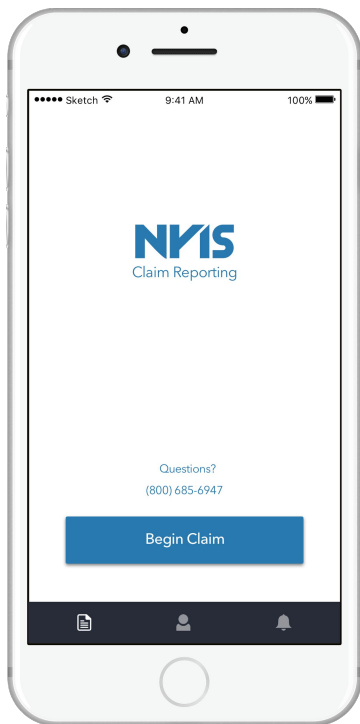 Sketch 9:41 AM 100%
NYIS
Claim Reporting
Questions?
(800) 685-6947
Begin Claim